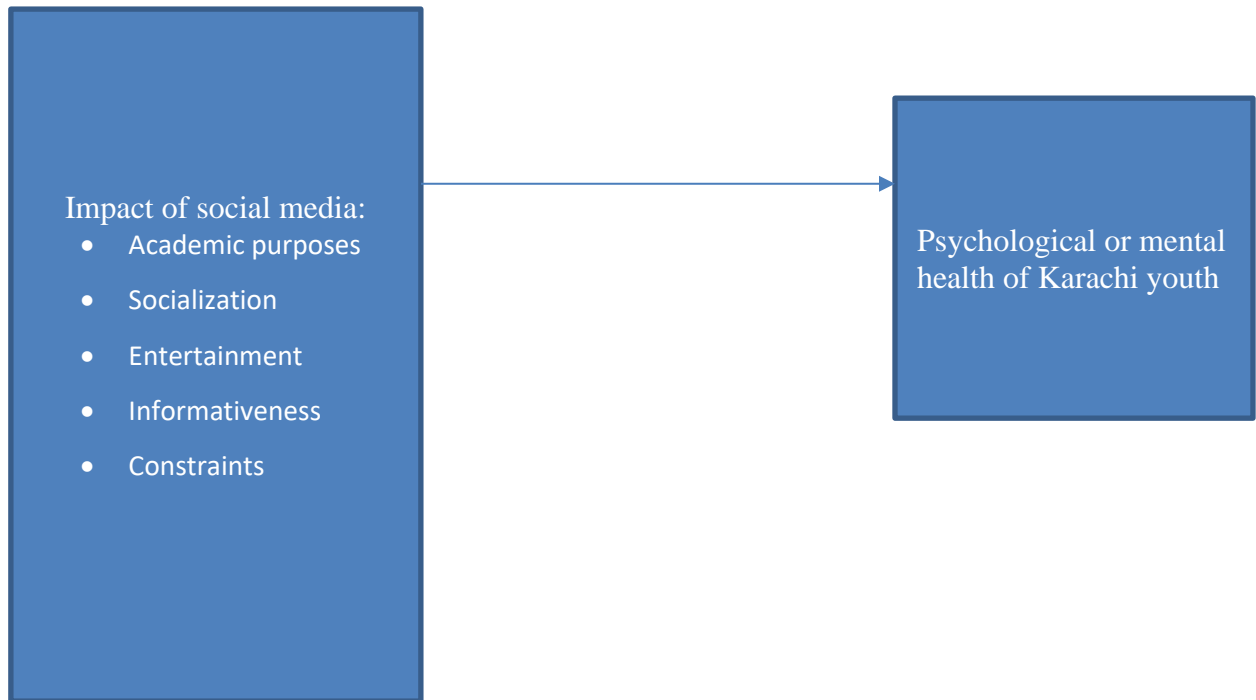 Impact of social media:
• Academic purposes
• Socialization
• Entertainment
• Informativeness
• Constraints
Psychological or mental
health of Karachi youth